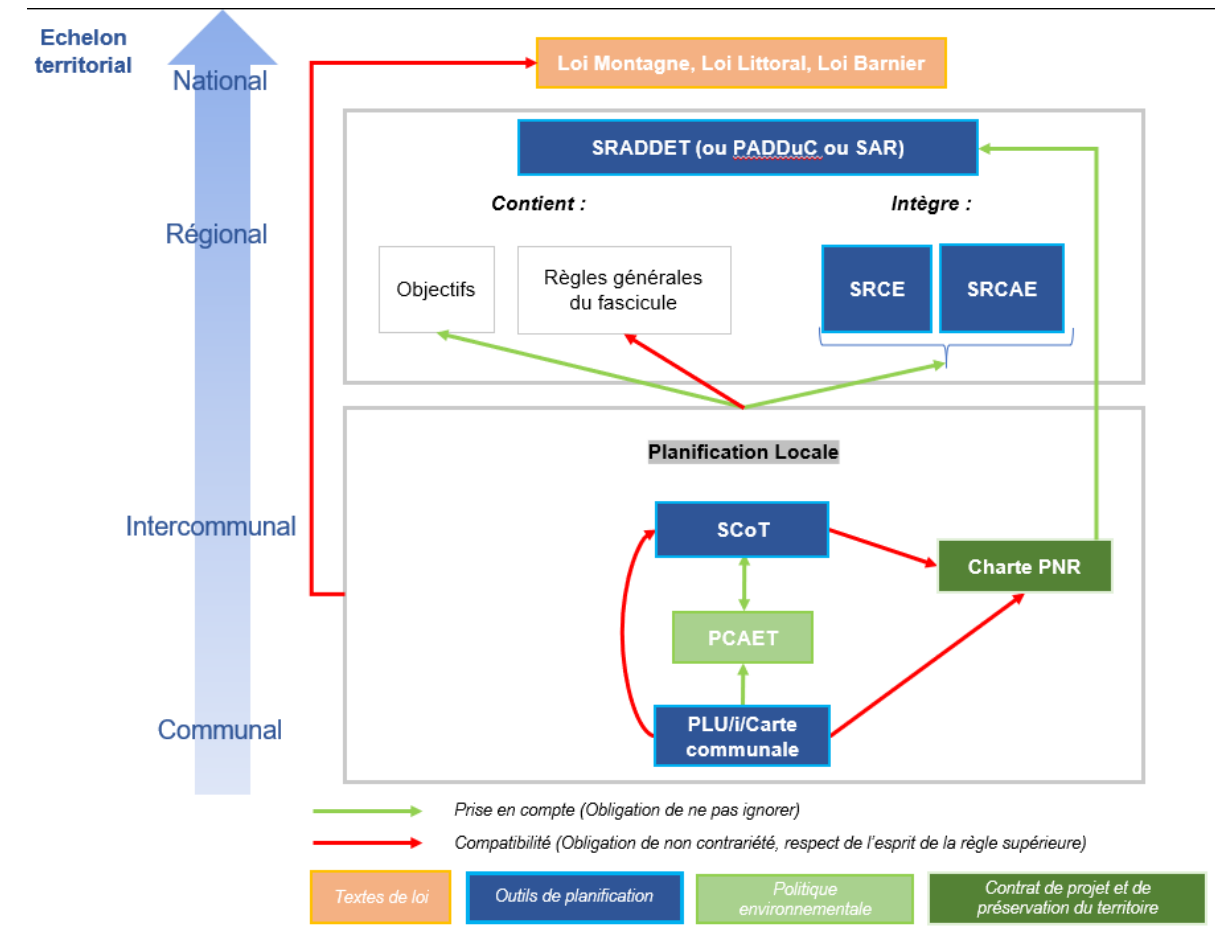 Echelon
territorial
National
Loi Montagne, Loi Littoral, Loi Barnier
SRADDET (ou PADDuC ou SAR)
Contient :
Intègre :
Régional
Objectifs
Règles générales
du fascicule
SRCE
SRCAE
Planification Locale
Intercommunal
SCoT
Charte PNR
PCAET
Communal
PLU/i/Carte
communale
Prise en compte (Obligation de ne pas ignorer)
Compatibilité (Obligation de non contrariété, respect de l’esprit de la règle supérieure)
Textes de loi
Outils de planification
Politique
environnementale
Contrat de projet et de
préservation du territoire